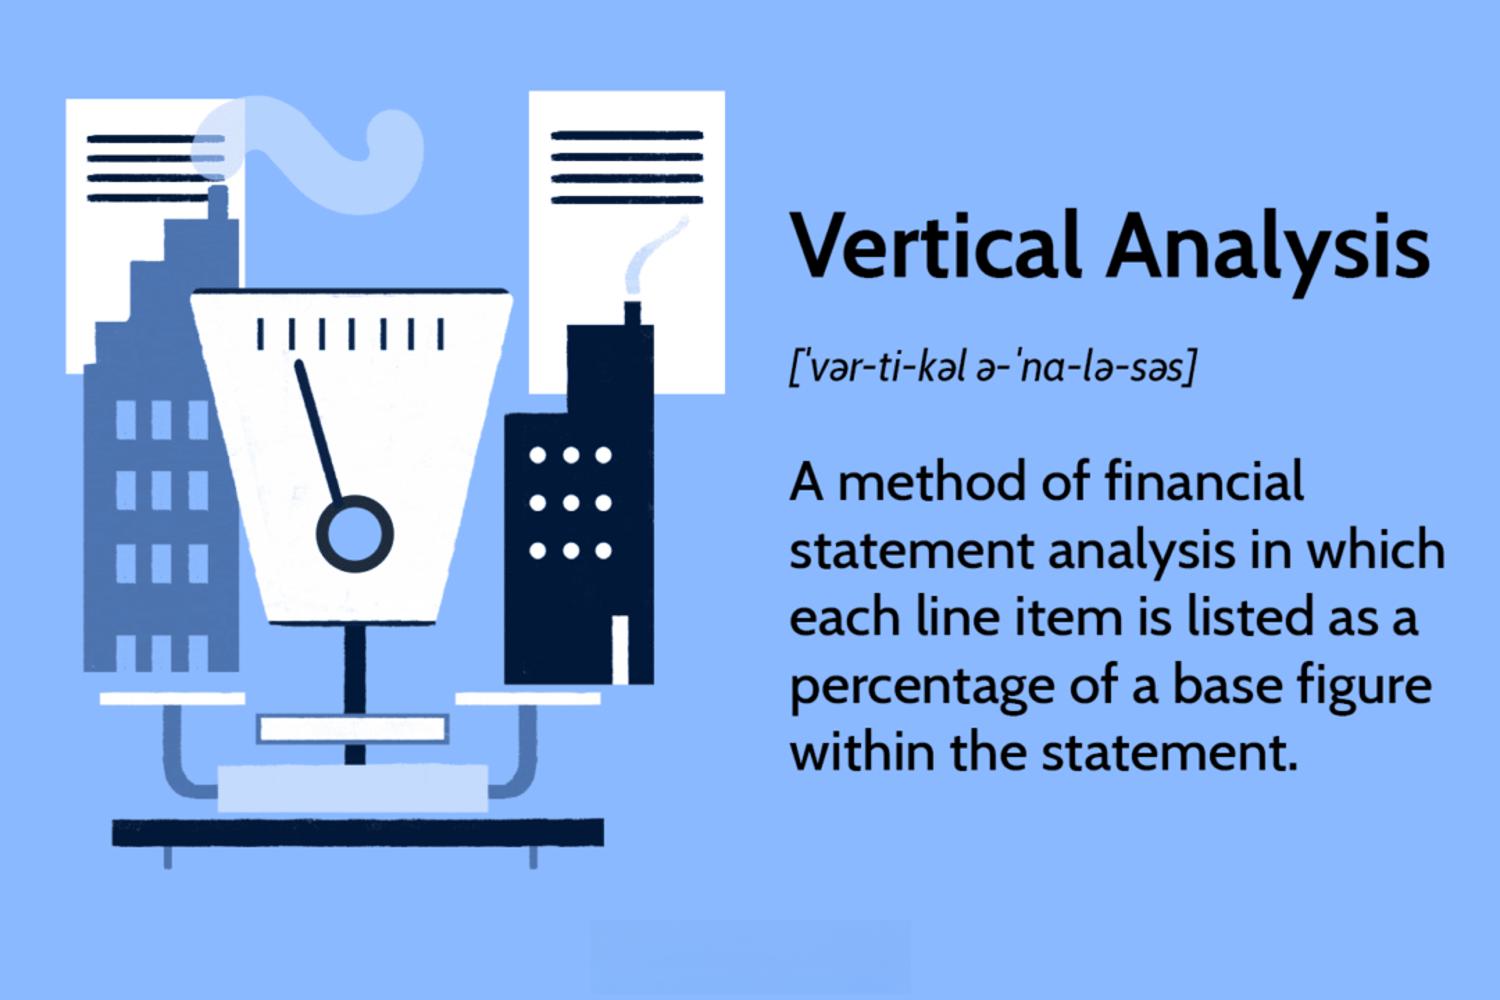 Vertical Analysis
[ˈvər-ti-kəl ə-ˈnɑ-lə-səs]
A method of financial
statement analysis in which
each line item is listed as a
percentage of a base figure
within the statement.